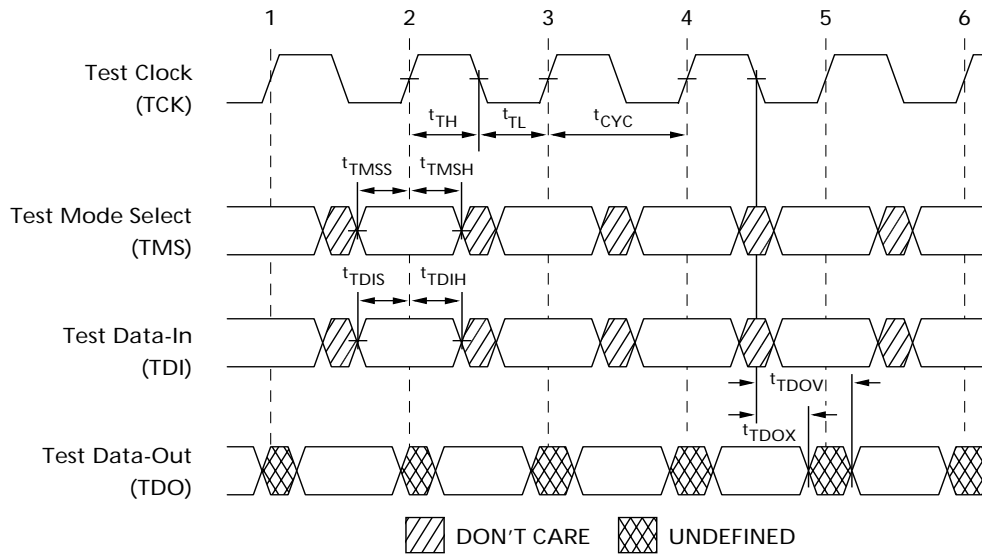 1 2 3 4 5 6
Test Clock
(TCK)
tTH tTL tCYC
tTMSS tTMSH
Test Mode Select
(TMS)
tTDIS tTDIH
Test Data-In
(TDI)
tTDOV
tTDOX
Test Data-Out
(TDO)
DON'T CARE UNDEFINED